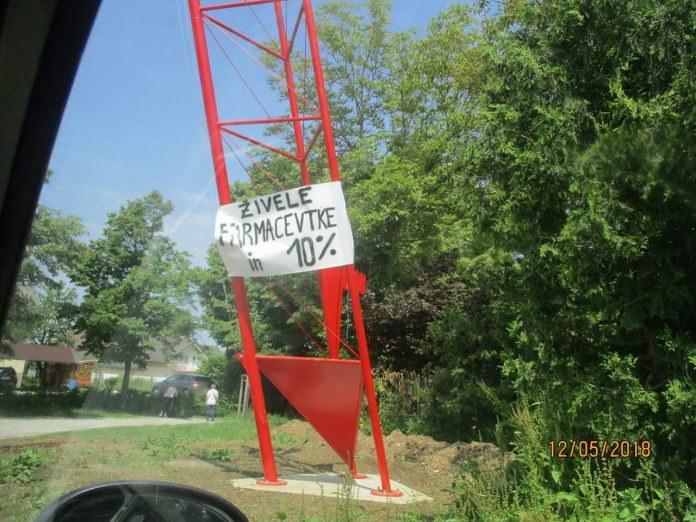 ŽIVELE
FARMACEVTKE
in 10%
12/05/2018